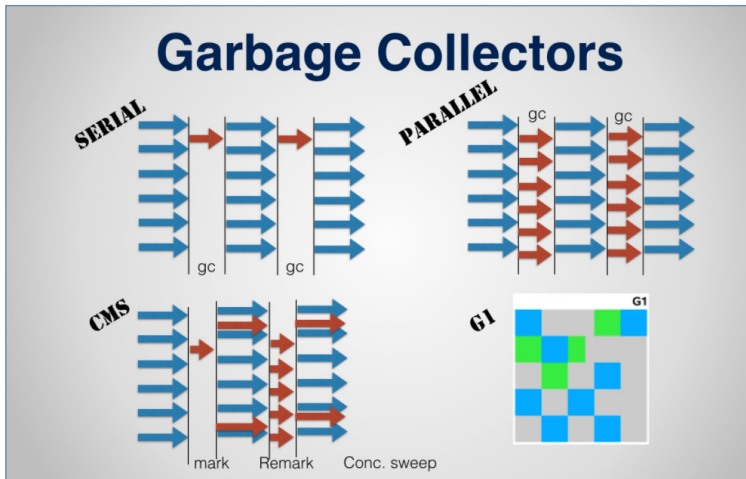 Garbage Collectors
SERIAL
gc
gc
PARALLEL
gc
gc
CMS
mark
Remark
Conc. sweep
G1
G1